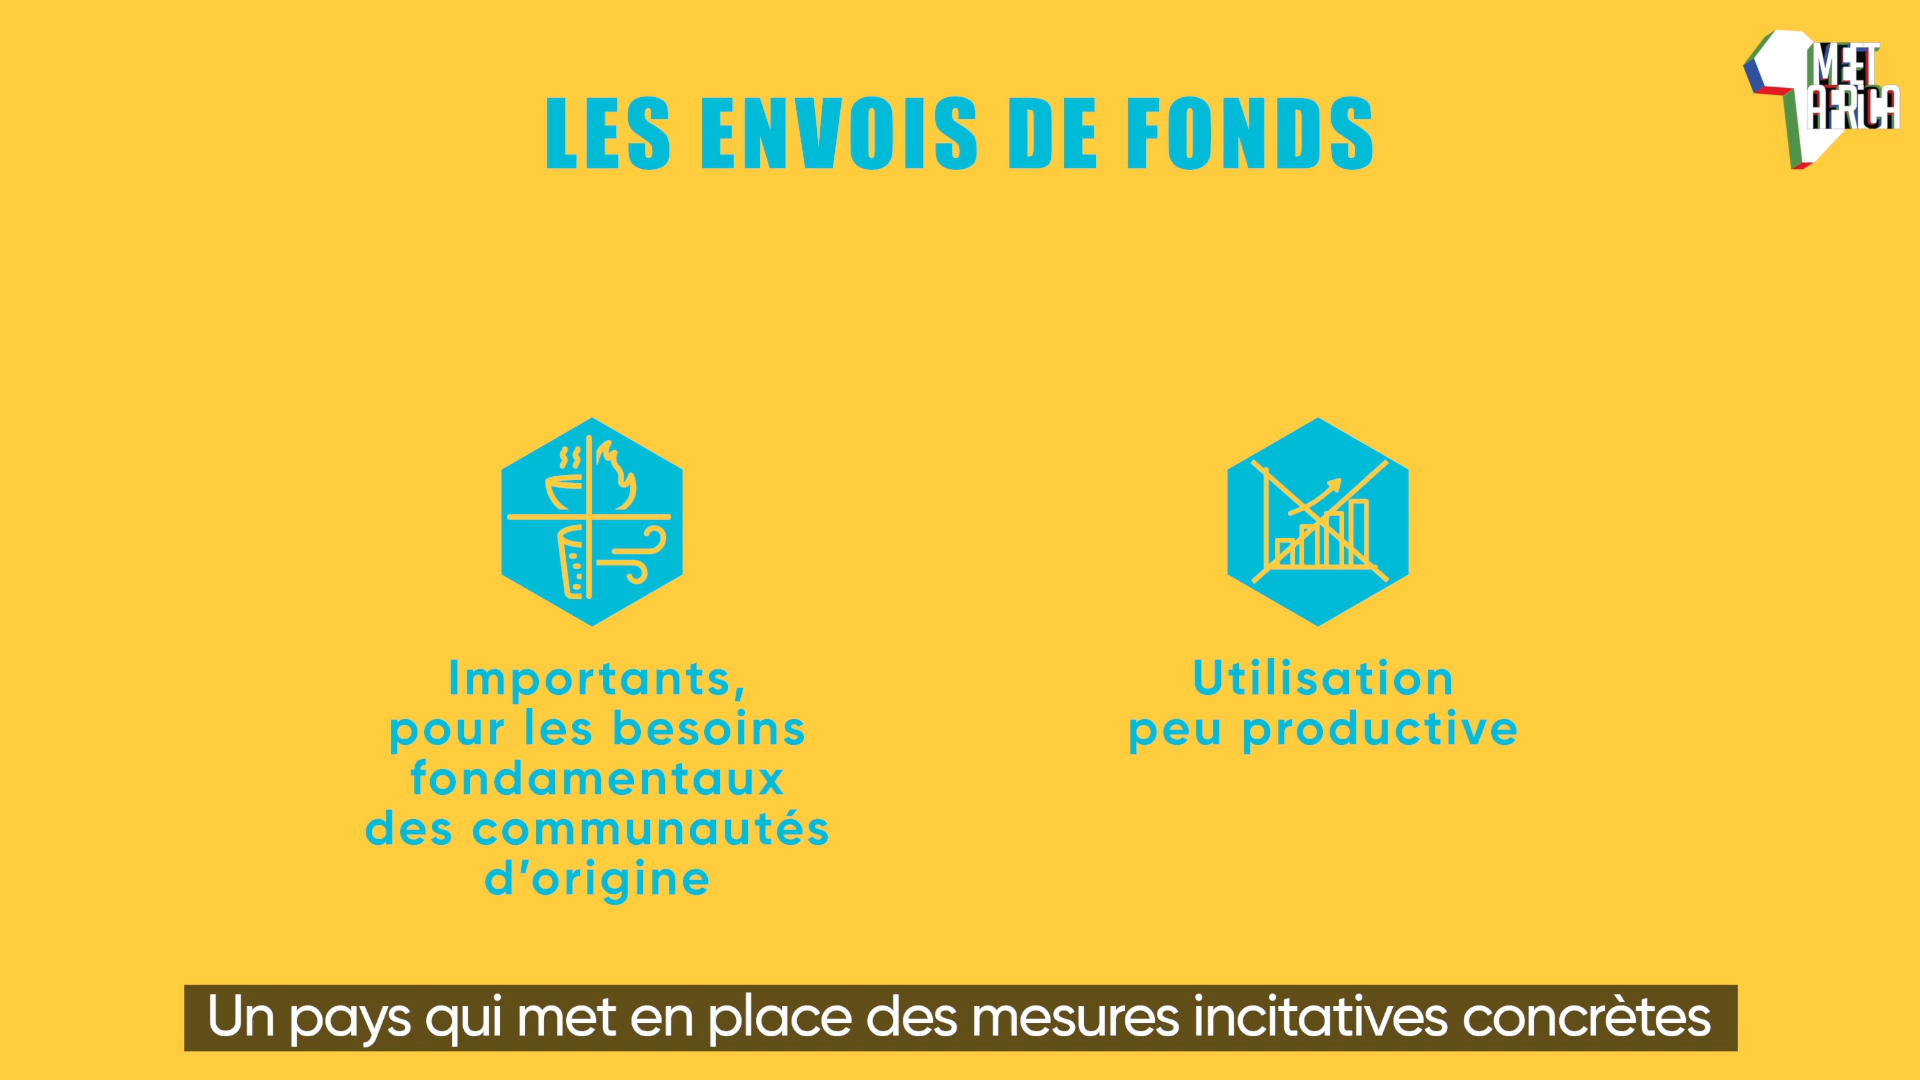 LES ENVOIS DE FONDS
MEET
AFRICA
Importants,
pour les besoins
fondamentaux
des communautés
d'origine
Utilisation
peu productive
Un pays qui met en place des mesures incitatives concrètes